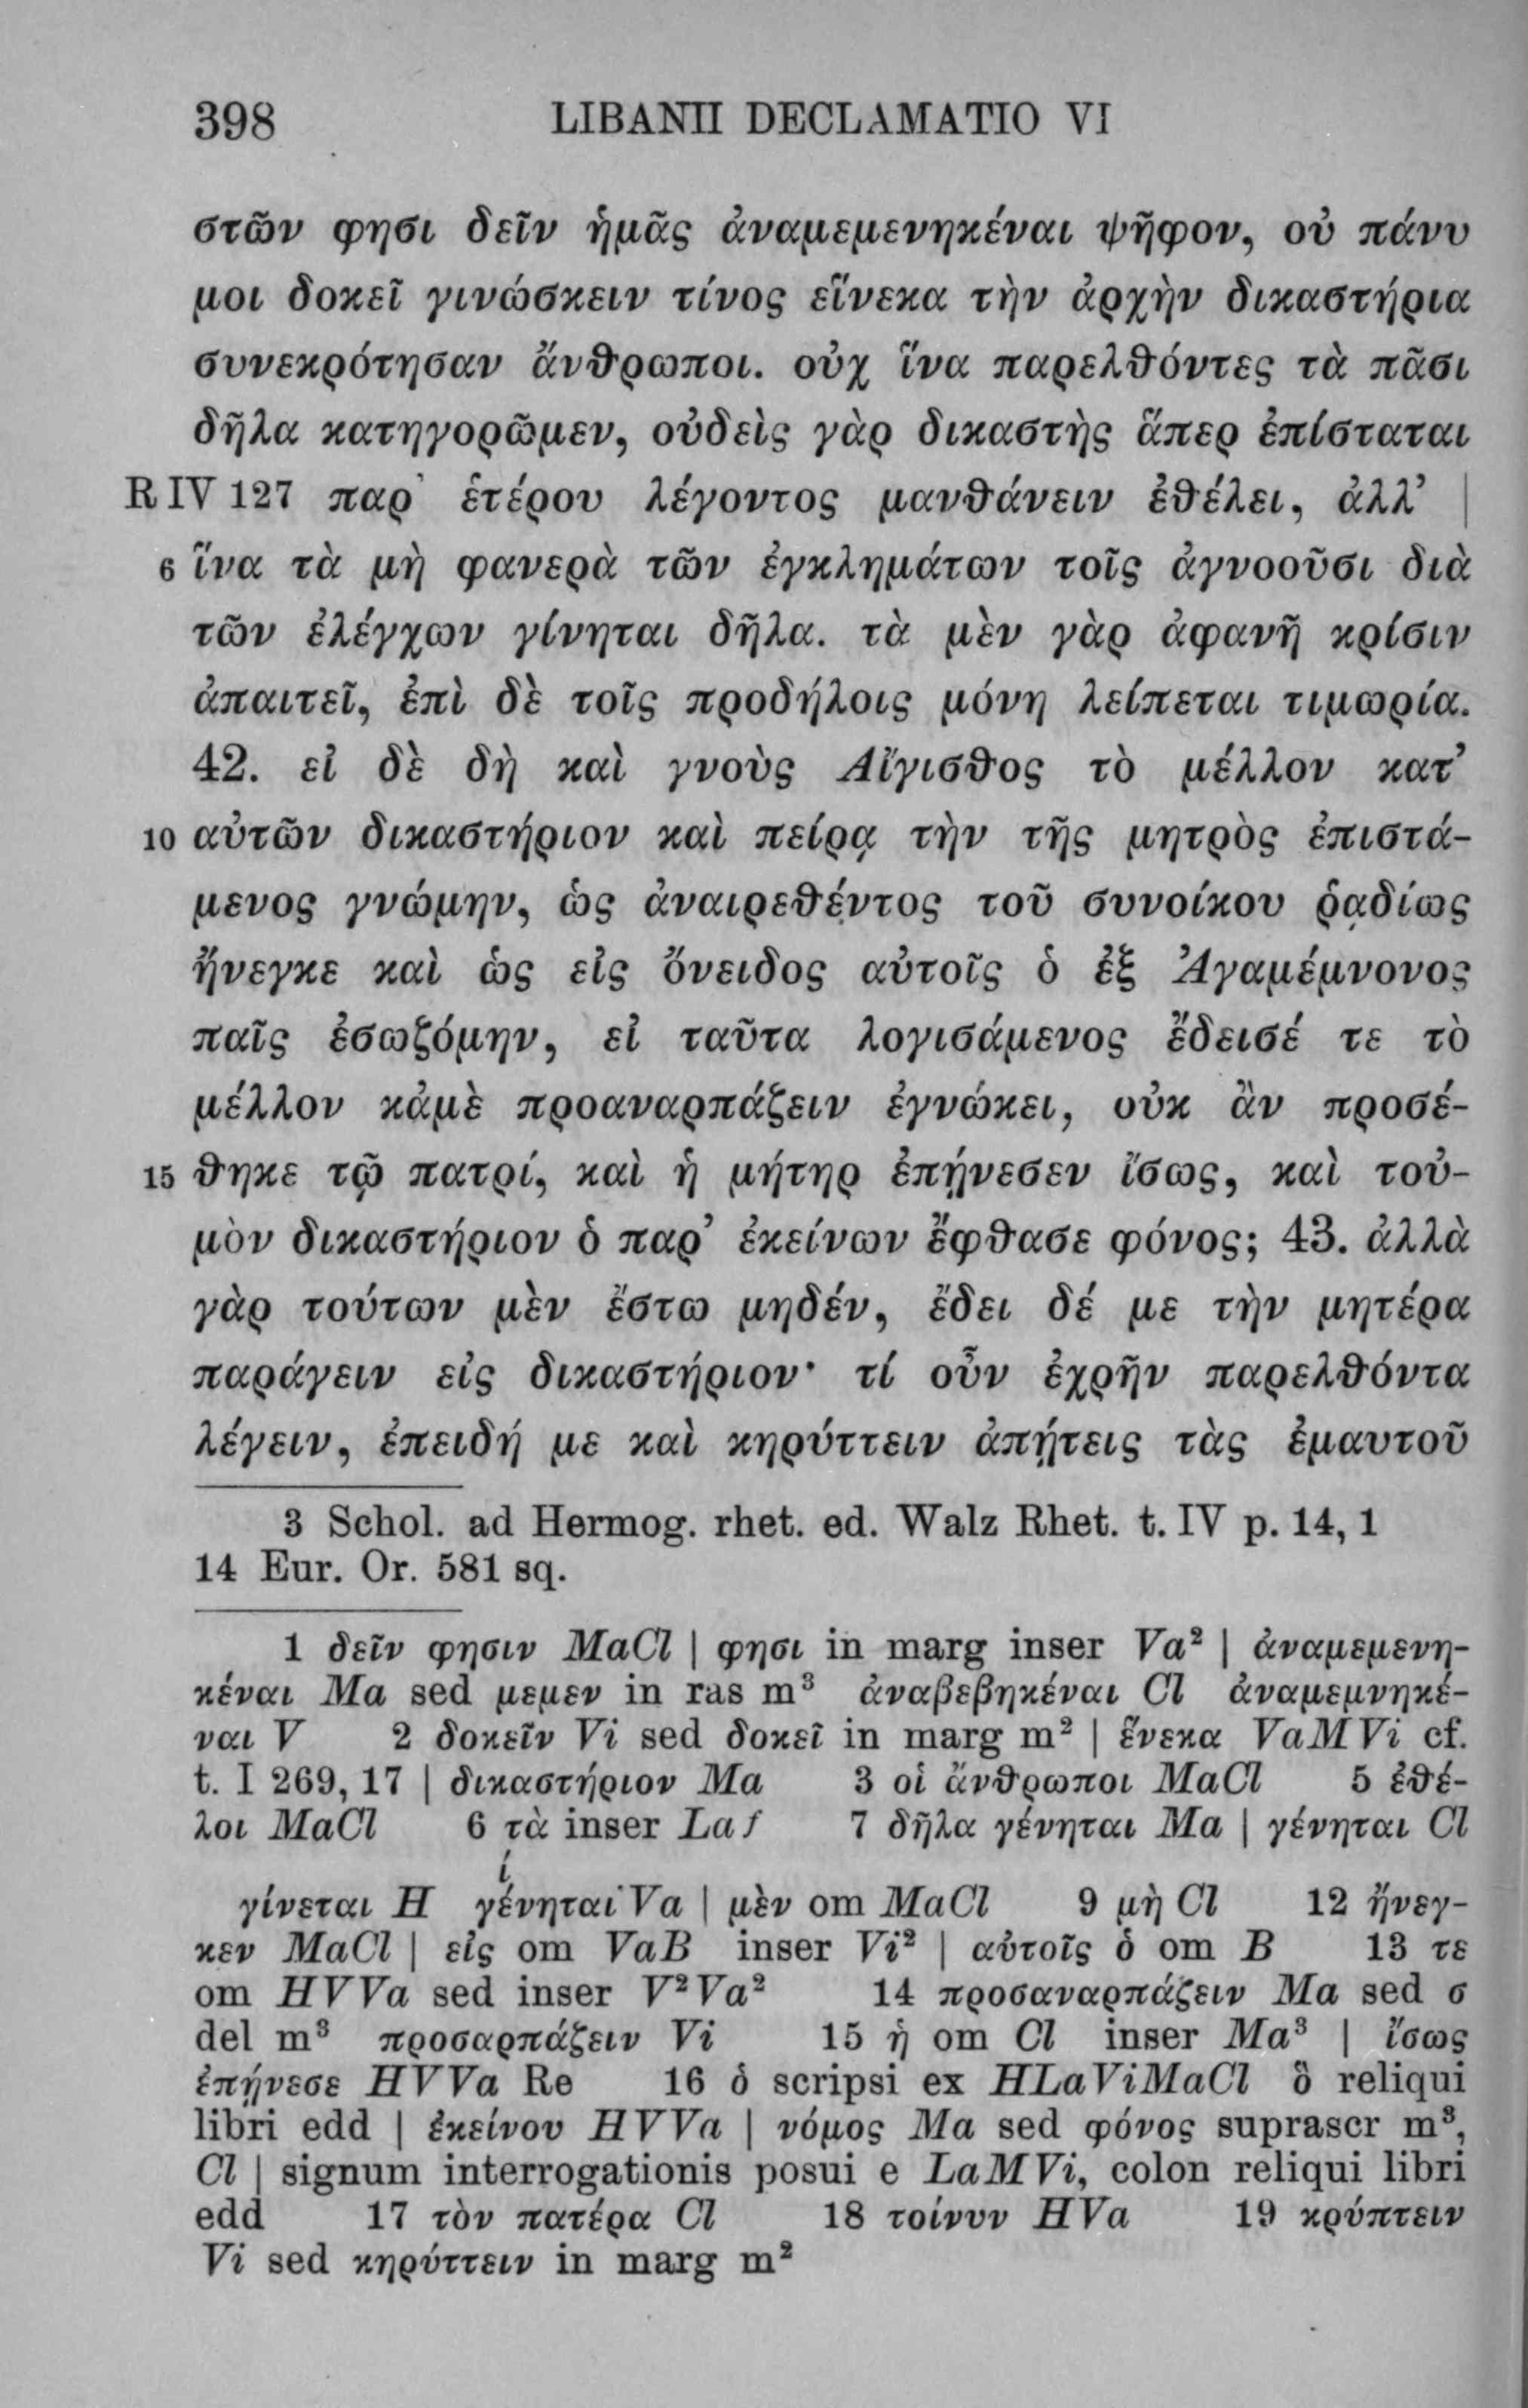 398 LIBANII DECLAMATIO VI
στῶν φησι δεῖν ἡμᾶς ἀναμεμενηκέναι ψῆφον, οὐ πάνυ
μοι δοκεῖ γινώσκειν τίνος εἵνεκα τὴν ἀρχὴν δικαστήρια
συνεκρότησαν ἄνθρωποι. οὐχ ἵνα παρελθόντες τὰ πᾶσι
δῆλα κατηγορῶμεν, οὐδεὶς γὰρ δικαστὴς ἅπερ ἐπίσταται
R IV 127 παρ᾽ ἑτέρου λέγοντος μανθάνειν ἐθέλει, ἀλλ’ |
6 ἵνα τὰ μὴ φανερὰ τῶν ἐγκλημάτων τοῖς ἀγνοοῦσι διὰ
τῶν ἐλέγχων γίνηται δῆλα. τὰ μὲν γὰρ ἀφανῆ κρίσιν
ἀπαιτεῖ, ἐπὶ δὲ τοῖς προδήλοις μόνη λείπεται τιμωρία.
42. εἰ δὲ δὴ καὶ γνοὺς Αἴγισθος τὸ μέλλον κατ’
10 αὐτῶν δικαστήριον καὶ πείρᾳ τὴν τῆς μητρὸς ἐπιστά-
μενος γνώμην, ὡς ἀναιρεθέντος τοῦ συνοίκου ῥᾳδίως
ἤνεγκε καὶ ὡς εἰς ὄνειδος αὐτοῖς ὁ ἐξ Ἀγαμέμνονος
παῖς ἐσωζόμην, εἰ ταῦτα λογισάμενος ἔδεισέ τε τὸ
μέλλον κἀμὲ προαναρπάζειν ἐγνώκει, οὐκ ἂν προσέ-
15 θηκε τῷ πατρί, καὶ ἡ μήτηρ ἐπῄνεσεν ἴσως, καὶ τοὐ-
μὸν δικαστήριον ὁ παρ’ ἐκείνων ἔφθασε φόνος; 43. ἀλλὰ
γὰρ τούτων μὲν ἔστω μηδέν, ἔδει δέ με τὴν μητέρα
παράγειν εἰς δικαστήριον· τί οὖν ἐχρῆν παρελθόντα
λέγειν, ἐπειδή με καὶ κηρύττειν ἀπῄτεις τὰς ἐμαυτοῦ
3 Schol. ad Hermog. rhet. ed. Walz Rhet. t. IV p. 14, 1
14 Eur. Or. 581 sq.
1 δεῖν φησιν MaCl | φησι in marg inser Va² | ἀναμεμενη-
κέναι Ma sed μεμεν in ras m³ ἀναβεβηκέναι Cl ἀναμεμνηκέ-
ναι V 2 δοκεῖν Vi sed δοκεῖ in marg m² | ἕνεκα VaMVi cf.
t. I 269, 17 | δικαστήριον Ma 3 οἱ ἄνθρωποι MaCl 5 ἐθέ-
λοι MaCl 6 τὰ inser Laf 7 δῆλα γένηται Ma | γένηται Cl
ί
γίνεται H γένηται Va | μὲν om MaCl 9 μὴ Cl 12 ἤνεγ-
κεν MaCl | εἰς om VaB inser Vi² | αὐτοῖς ὁ om B 13 τε
om HVVa sed inser V²Va² 14 προσαναρπάζειν Ma sed σ
del m³ προσαρπάζειν Vi 15 ἡ om Cl inser Ma³ | ἴσως
ἐπῄνεσε HVVa Re 16 ὁ scripsi ex HLaViMaCl ὃ reliqui
libri edd | ἐκείνου HVVa | νόμος Ma sed φόνος suprascr m³,
Cl | signum interrogationis posui e LaMVi, colon reliqui libri
edd 17 τὸν πατέρα Cl 18 τοίνυν HVa 19 κρύπτειν
Vi sed κηρύττειν in marg m²